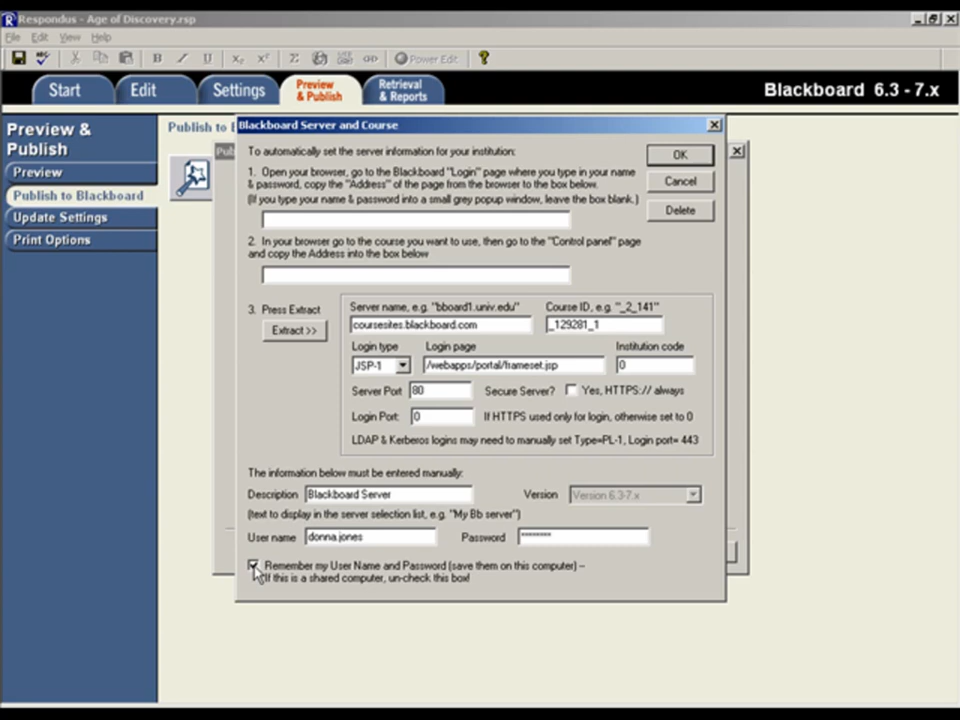 Respondus - Age of Discovery.rsp
File Edit View Help
B I U X₂ X² Σ Power Edit ?
Start Edit Settings Preview & Publish Retrieval & Reports Blackboard 6.3 - 7.x
Preview & Publish
Preview
Publish to Blackboard
Update Settings
Print Options
Publish to B
Pub
Blackboard Server and Course
To automatically set the server information for your institution:
1. Open your browser, go to the Blackboard "Login" page where you type in your name
& password, copy the "Address" of the page from the browser to the box below.
(If you type your name & password into a small grey popup window, leave the box blank.)
OK
Cancel
Delete
2. In your browser go to the course you want to use, then go to the "Control panel" page
and copy the Address into the box below
3. Press Extract
Extract >>
Server name, e.g. "bboard1.univ.edu" Course ID, e.g. "_2_141"
coursesites.blackboard.com _129281_1
Login type Login page Institution code
JSP-1 /webapps/portal/frameset.jsp 0
Server Port 80 Secure Server? Yes, HTTPS:// always
Login Port: 0 If HTTPS used only for login, otherwise set to 0
LDAP & Kerberos logins may need to manually set Type=PL-1, Login port= 443
The information below must be entered manually:
Description Blackboard Server Version Version 6.3-7.x
(text to display in the server selection list, e.g. "My Bb server")
User name donna.jones Password ********
Remember my User Name and Password (save them on this computer) --
If this is a shared computer, un-check this box!